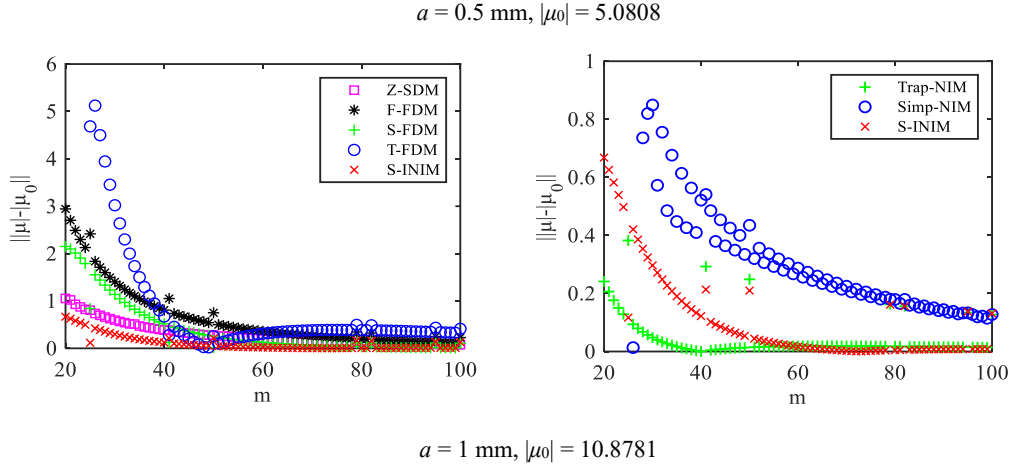 a = 0.5 mm, |μ0| = 5.0808
6
5
4
3
2
1
0
20
40
60
80
100
m
||μ|-|μ0||
Z-SDM
F-FDM
S-FDM
T-FDM
S-INIM
1
0.8
0.6
0.4
0.2
0
20
40
60
80
100
m
||μ|-|μ0||
Trap-NIM
Simp-NIM
S-INIM
a = 1 mm, |μ0| = 10.8781